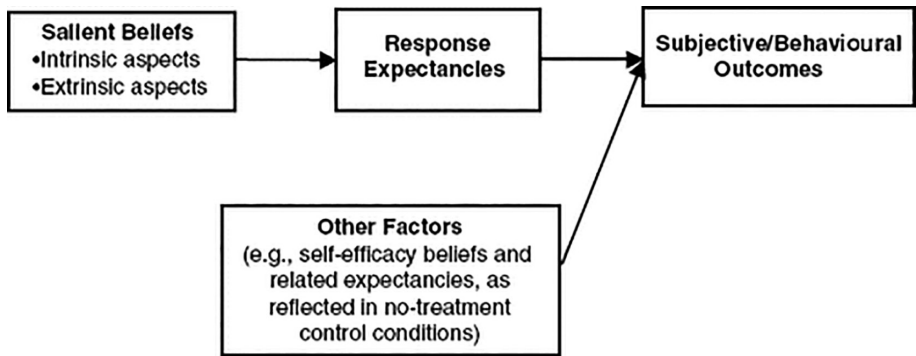 Salient Beliefs
•Intrinsic aspects
•Extrinsic aspects
Response
Expectancies
Subjective/Behavioural
Outcomes
Other Factors
(e.g., self-efficacy beliefs and
related expectancies, as
reflected in no-treatment
control conditions)